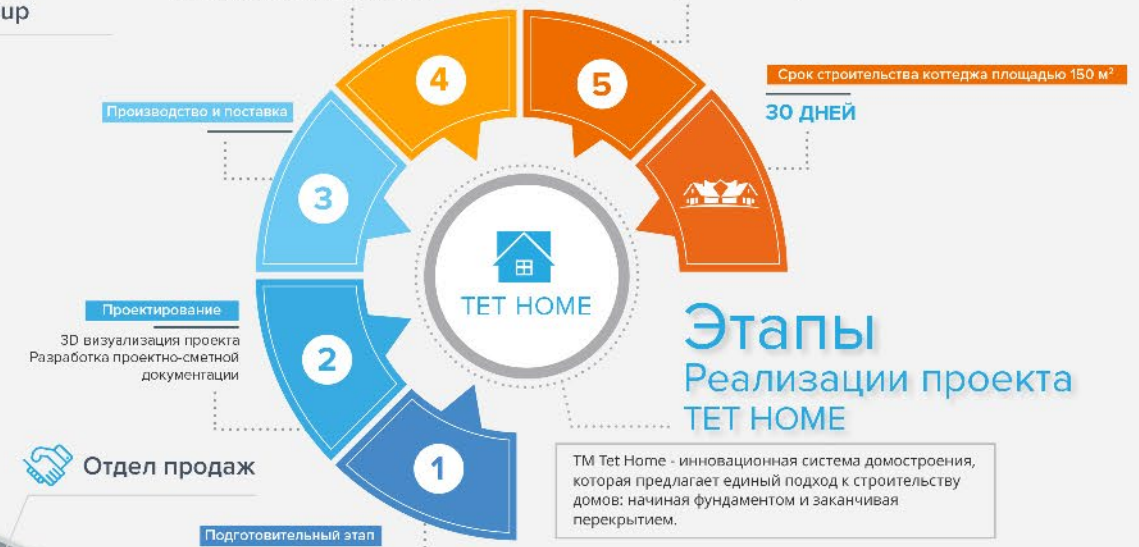 up
4
5
Срок строительства коттеджа площадью 150 м²
30 ДНЕЙ
Производство и поставка
3
TET HOME
Проектирование
3D визуализация проекта
Разработка проектно-сметной
документации
2
Этапы
Реализации проекта
TET HOME
Отдел продаж
1
ТМ Tet Home - инновационная система домостроения,
которая предлагает единый подход к строительству
домов: начиная фундаментом и заканчивая
перекрытием.
Подготовительный этап